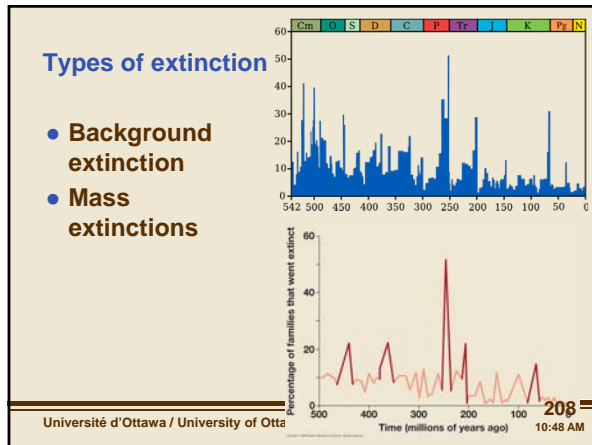 Types of extinction
● Background
extinction
● Mass
extinctions
Cm O S D C P Tr J K Pg N
60
50
40
30
20
10
0
542 500 450 400 350 300 250 200 150 100 50 0
Percentage of families that went extinct
60
40
20
0
500 400 300 200 100
Time (millions of years ago)
Université d'Ottawa / University of Otta
208
10:48 AM